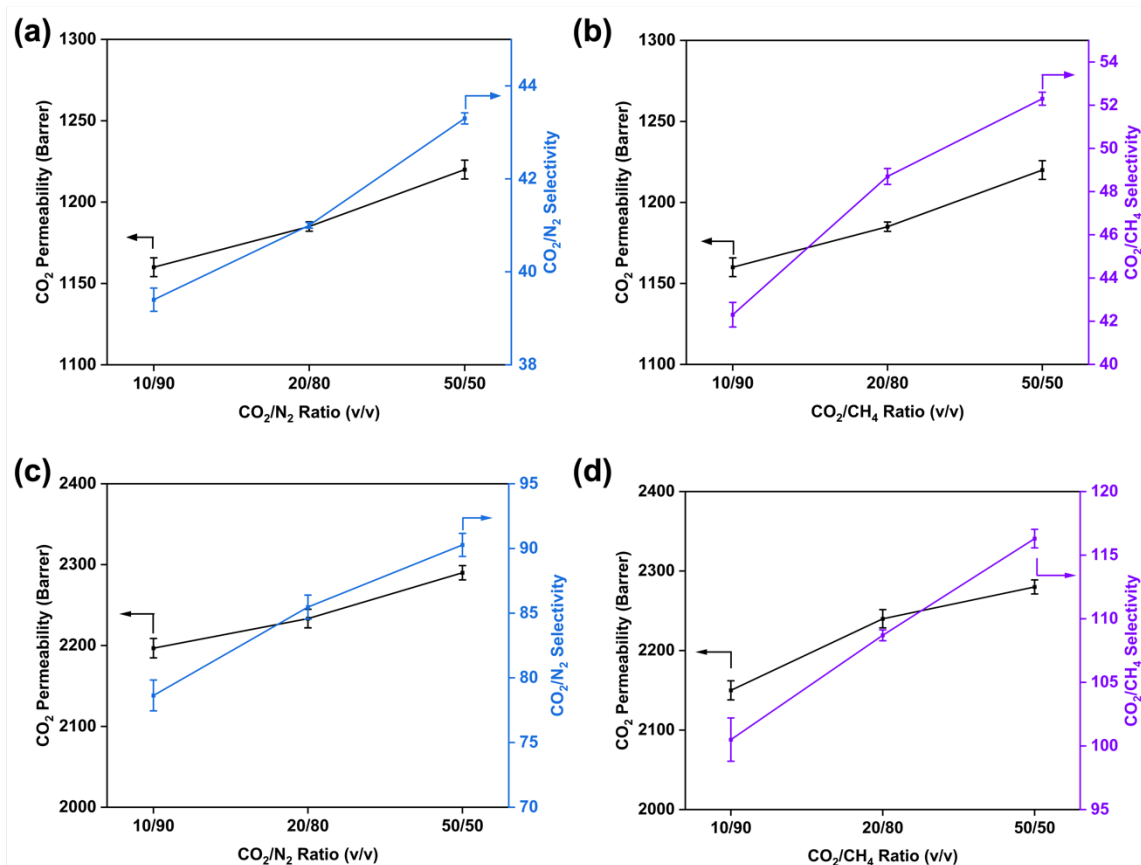 (a)
1300
1250
1200
1150
1100
CO₂ Permeability (Barrer)
44
42
40
38
CO₂/N₂ Selectivity
10/90 20/80 50/50
CO₂/N₂ Ratio (v/v)
(b)
1300
1250
1200
1150
1100
CO₂ Permeability (Barrer)
54
52
50
48
46
44
42
40
CO₂/CH₄ Selectivity
10/90 20/80 50/50
CO₂/CH₄ Ratio (v/v)
(c)
2400
2300
2200
2100
2000
CO₂ Permeability (Barrer)
95
90
85
80
75
70
CO₂/N₂ Selectivity
10/90 20/80 50/50
CO₂/N₂ Ratio (v/v)
(d)
2400
2300
2200
2100
2000
CO₂ Permeability (Barrer)
120
115
110
105
100
95
CO₂/CH₄ Selectivity
10/90 20/80 50/50
CO₂/CH₄ Ratio (v/v)